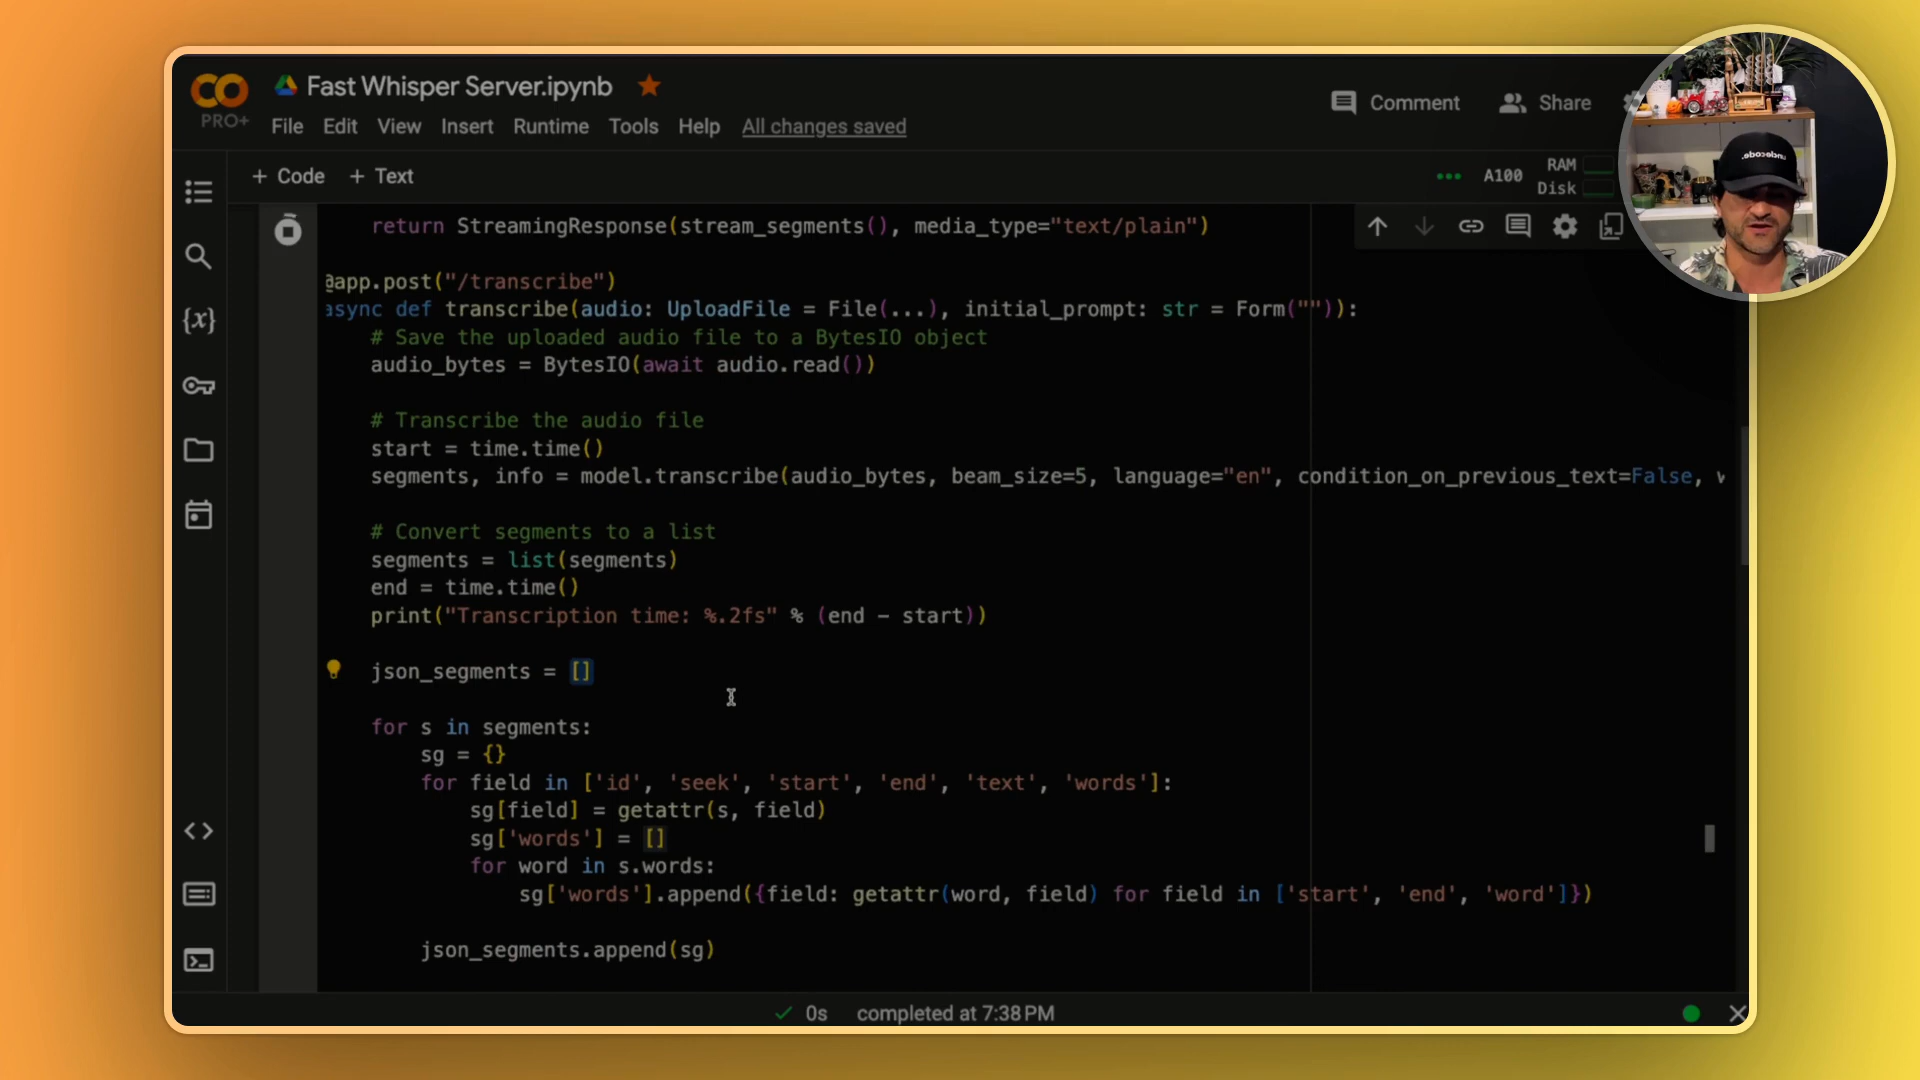 Fast Whisper Server.ipynb
PRO+
File Edit View Insert Runtime Tools Help All changes saved
Comment Share
+ Code + Text
A100
RAM
Disk
undecode.
return StreamingResponse(stream_segments(), media_type="text/plain")
@app.post("/transcribe")
async def transcribe(audio: UploadFile = File(...), initial_prompt: str = Form("")):
# Save the uploaded audio file to a BytesIO object
audio_bytes = BytesIO(await audio.read())
# Transcribe the audio file
start = time.time()
segments, info = model.transcribe(audio_bytes, beam_size=5, language="en", condition_on_previous_text=False,
# Convert segments to a list
segments = list(segments)
end = time.time()
print("Transcription time: %.2fs" % (end - start))
json_segments = []
for s in segments:
sg = {}
for field in ['id', 'seek', 'start', 'end', 'text', 'words']:
sg[field] = getattr(s, field)
sg['words'] = []
for word in s.words:
sg['words'].append({field: getattr(word, field) for field in ['start', 'end', 'word']})
json_segments.append(sg)
0s completed at 7:38 PM